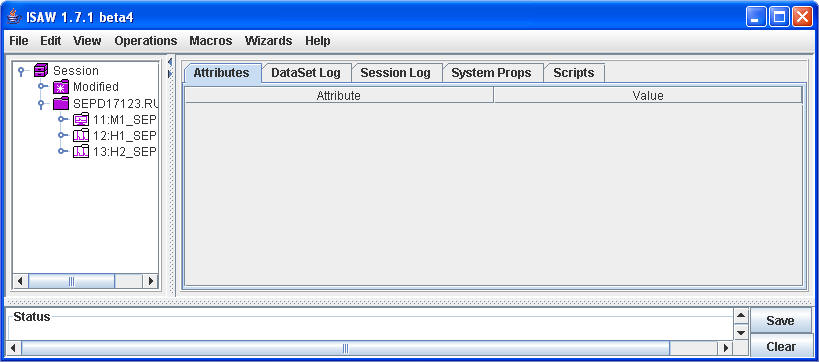 ISAW 1.7.1 beta4
File Edit View Operations Macros Wizards Help
Session
Modified
SEPD17123.RU
11:M1_SEP
12:H1_SEP
13:H2_SEP
Attributes DataSet Log Session Log System Props Scripts
Attribute Value
Status
Save
Clear